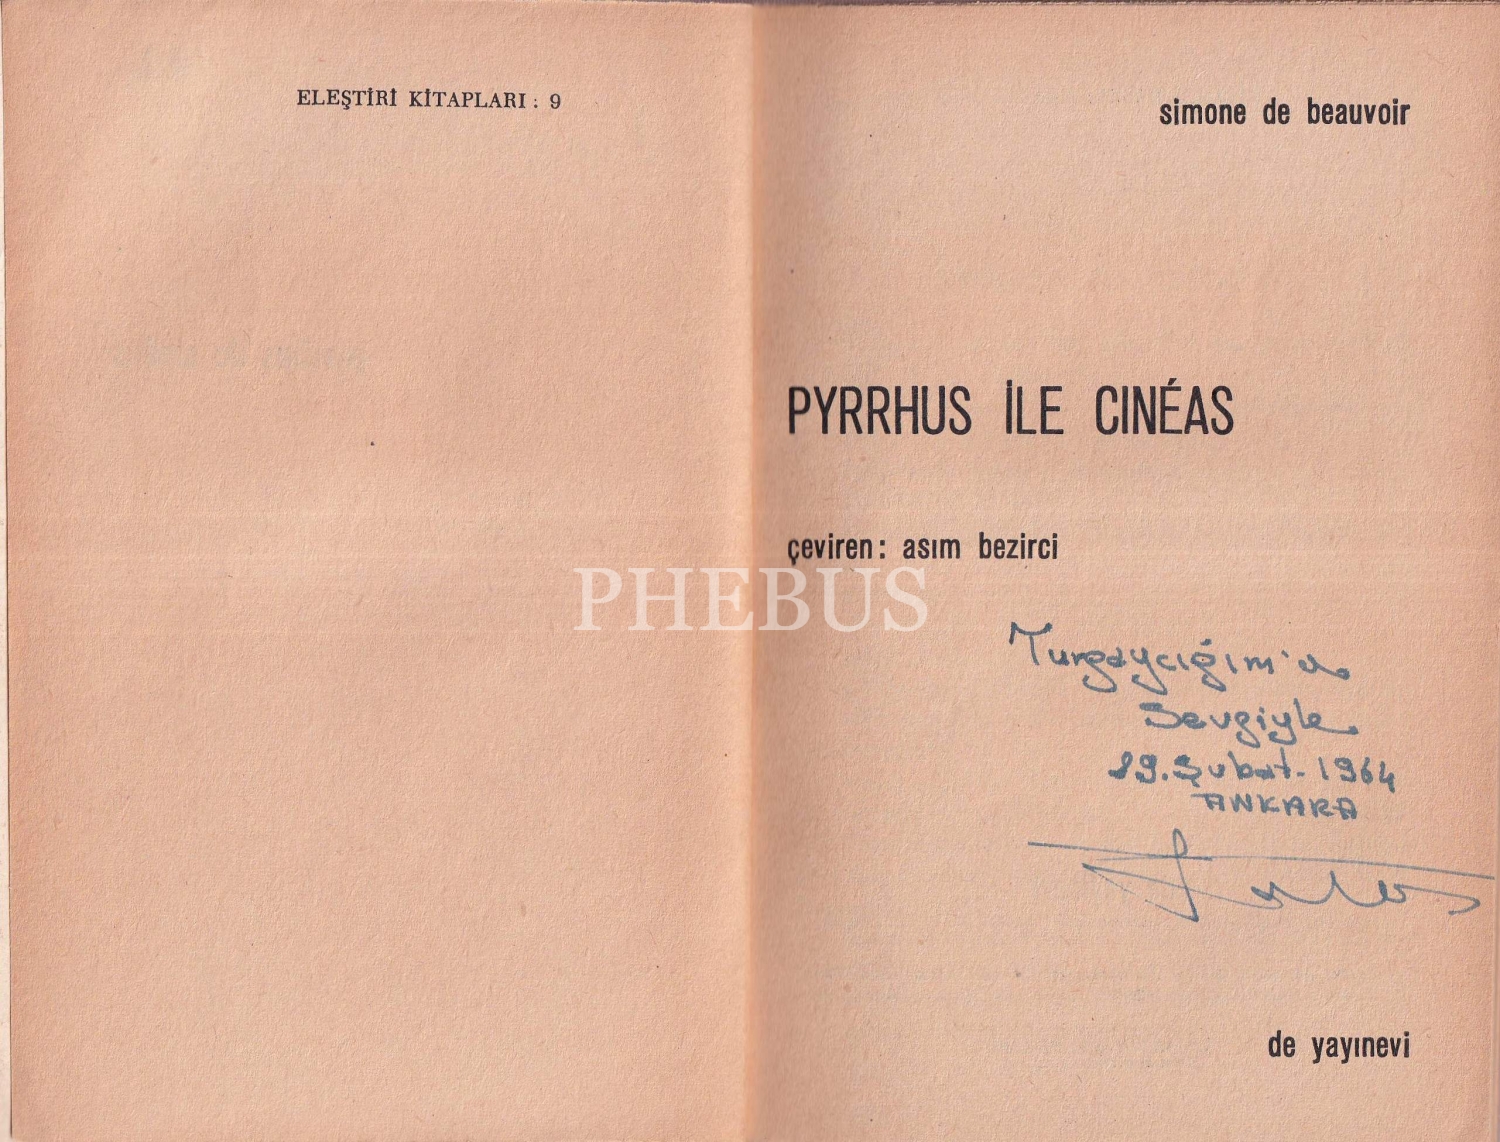 ELEŞTİRİ KİTAPLARI : 9
simone de beauvoir
PYRRHUS İLE CINÉAS
çeviren: asım bezirci
PHEBUS
Turgaycığım'a
Sevgiyle
Şubat - 1964
ANKARA
de yayınevi